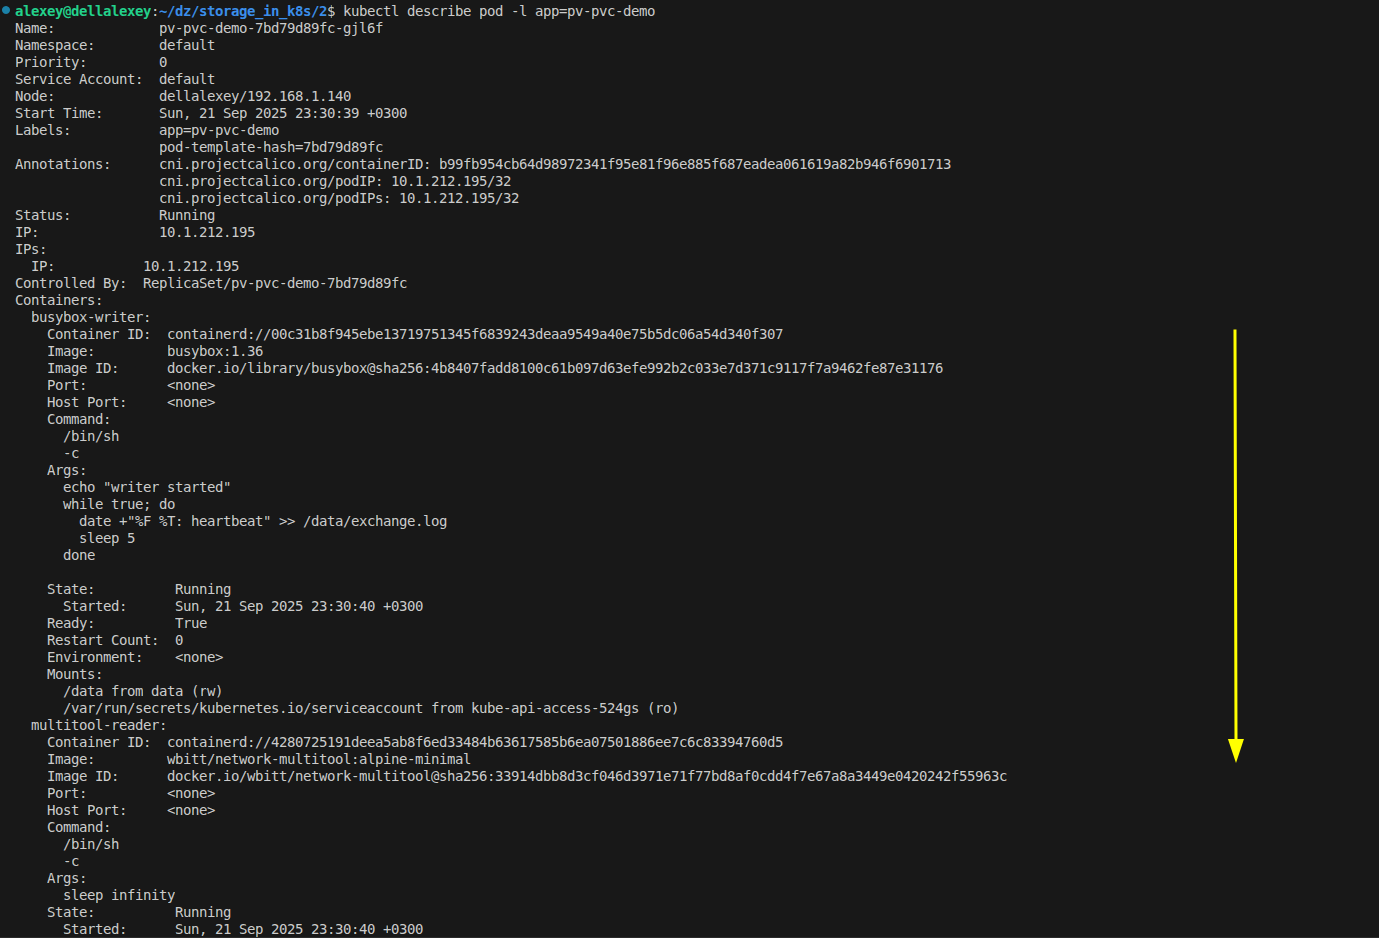 alexey@dellalexey:~/dz/storage_in_k8s/2$ kubectl describe pod -l app=pv-pvc-demo
Name:             pv-pvc-demo-7bd79d89fc-gjl6f
Namespace:        default
Priority:         0
Service Account:  default
Node:             dellalexey/192.168.1.140
Start Time:       Sun, 21 Sep 2025 23:30:39 +0300
Labels:           app=pv-pvc-demo
                  pod-template-hash=7bd79d89fc
Annotations:      cni.projectcalico.org/containerID: b99fb954cb64d98972341f95e81f96e885f687eadea061619a82b946f6901713
                  cni.projectcalico.org/podIP: 10.1.212.195/32
                  cni.projectcalico.org/podIPs: 10.1.212.195/32
Status:           Running
IP:               10.1.212.195
IPs:
  IP:           10.1.212.195
Controlled By:  ReplicaSet/pv-pvc-demo-7bd79d89fc
Containers:
  busybox-writer:
    Container ID:  containerd://00c31b8f945ebe13719751345f6839243deaa9549a40e75b5dc06a54d340f307
    Image:         busybox:1.36
    Image ID:      docker.io/library/busybox@sha256:4b8407fadd8100c61b097d63efe992b2c033e7d371c9117f7a9462fe87e31176
    Port:          <none>
    Host Port:     <none>
    Command:
      /bin/sh
      -c
    Args:
      echo "writer started"
      while true; do
        date +"%F %T: heartbeat" >> /data/exchange.log
        sleep 5
      done
    State:          Running
      Started:      Sun, 21 Sep 2025 23:30:40 +0300
    Ready:          True
    Restart Count:  0
    Environment:    <none>
    Mounts:
      /data from data (rw)
      /var/run/secrets/kubernetes.io/serviceaccount from kube-api-access-524gs (ro)
  multitool-reader:
    Container ID:  containerd://4280725191deea5ab8f6ed33484b63617585b6ea07501886ee7c6c83394760d5
    Image:         wbitt/network-multitool:alpine-minimal
    Image ID:      docker.io/wbitt/network-multitool@sha256:33914dbb8d3cf046d3971e71f77bd8af0cdd4f7e67a8a3449e0420242f55963c
    Port:          <none>
    Host Port:     <none>
    Command:
      /bin/sh
      -c
    Args:
      sleep infinity
    State:          Running
      Started:      Sun, 21 Sep 2025 23:30:40 +0300